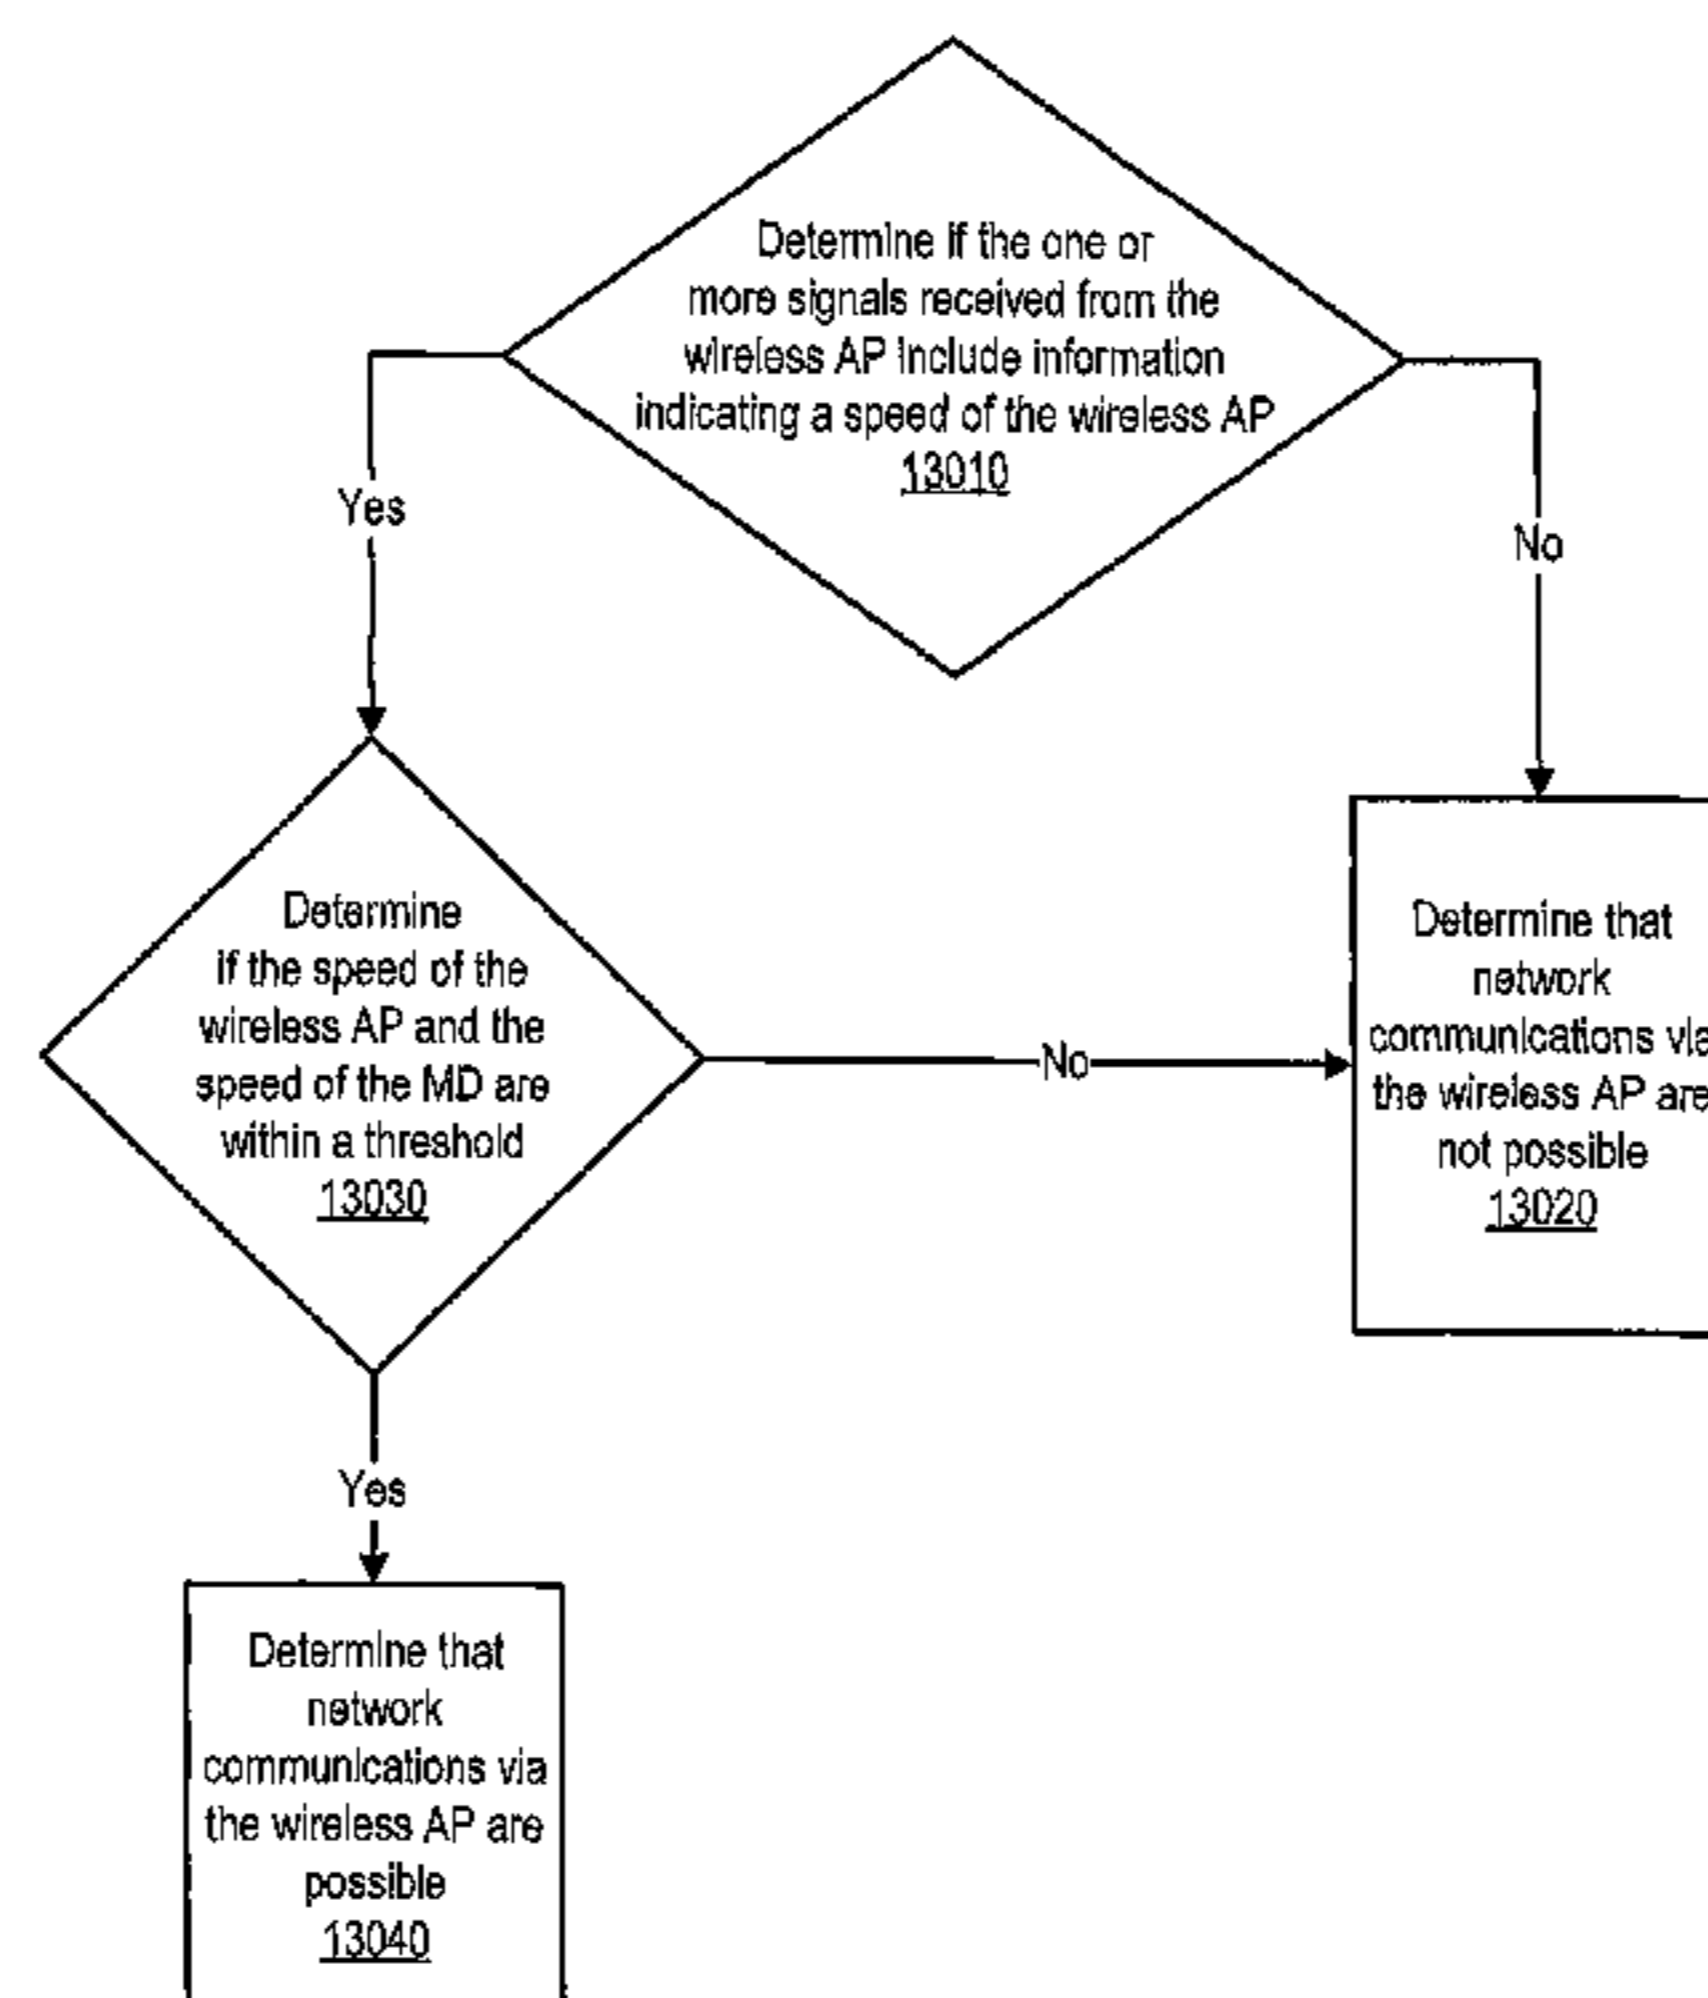 Determine if the one or
more signals received from the
wireless AP include information
indicating a speed of the wireless AP
13010
Yes
No
Determine
if the speed of the
wireless AP and the
speed of the MD are
within a threshold
13030
No
Determine that
network
communications via
the wireless AP are
not possible
13020
Yes
Determine that
network
communications via
the wireless AP are
possible
13040